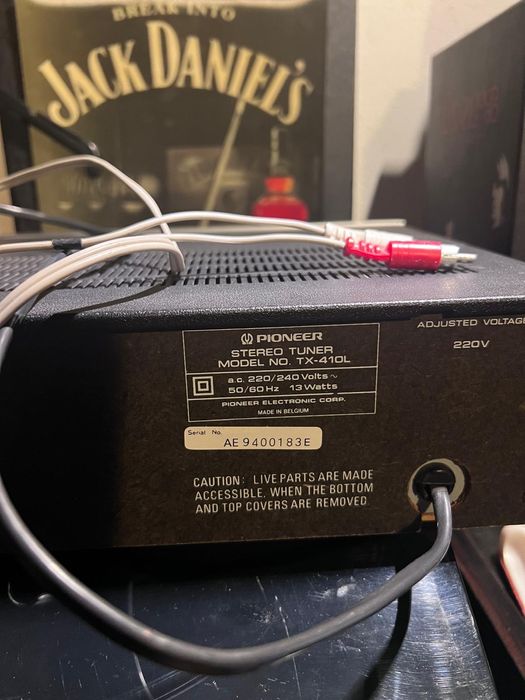 BREAK INTO
JACK DANIEL'S
PIONEER
STEREO TUNER
MODEL NO. TX-410L
a.c. 220/240 Volts ~
50/60 Hz 13 Watts
PIONEER ELECTRONIC CORP.
MADE IN BELGIUM
Serial No.
AE 9400183E
CAUTION: LIVE PARTS ARE MADE
ACCESSIBLE, WHEN THE BOTTOM
AND TOP COVERS ARE REMOVED.
ADJUSTED VOLTAGE
220V